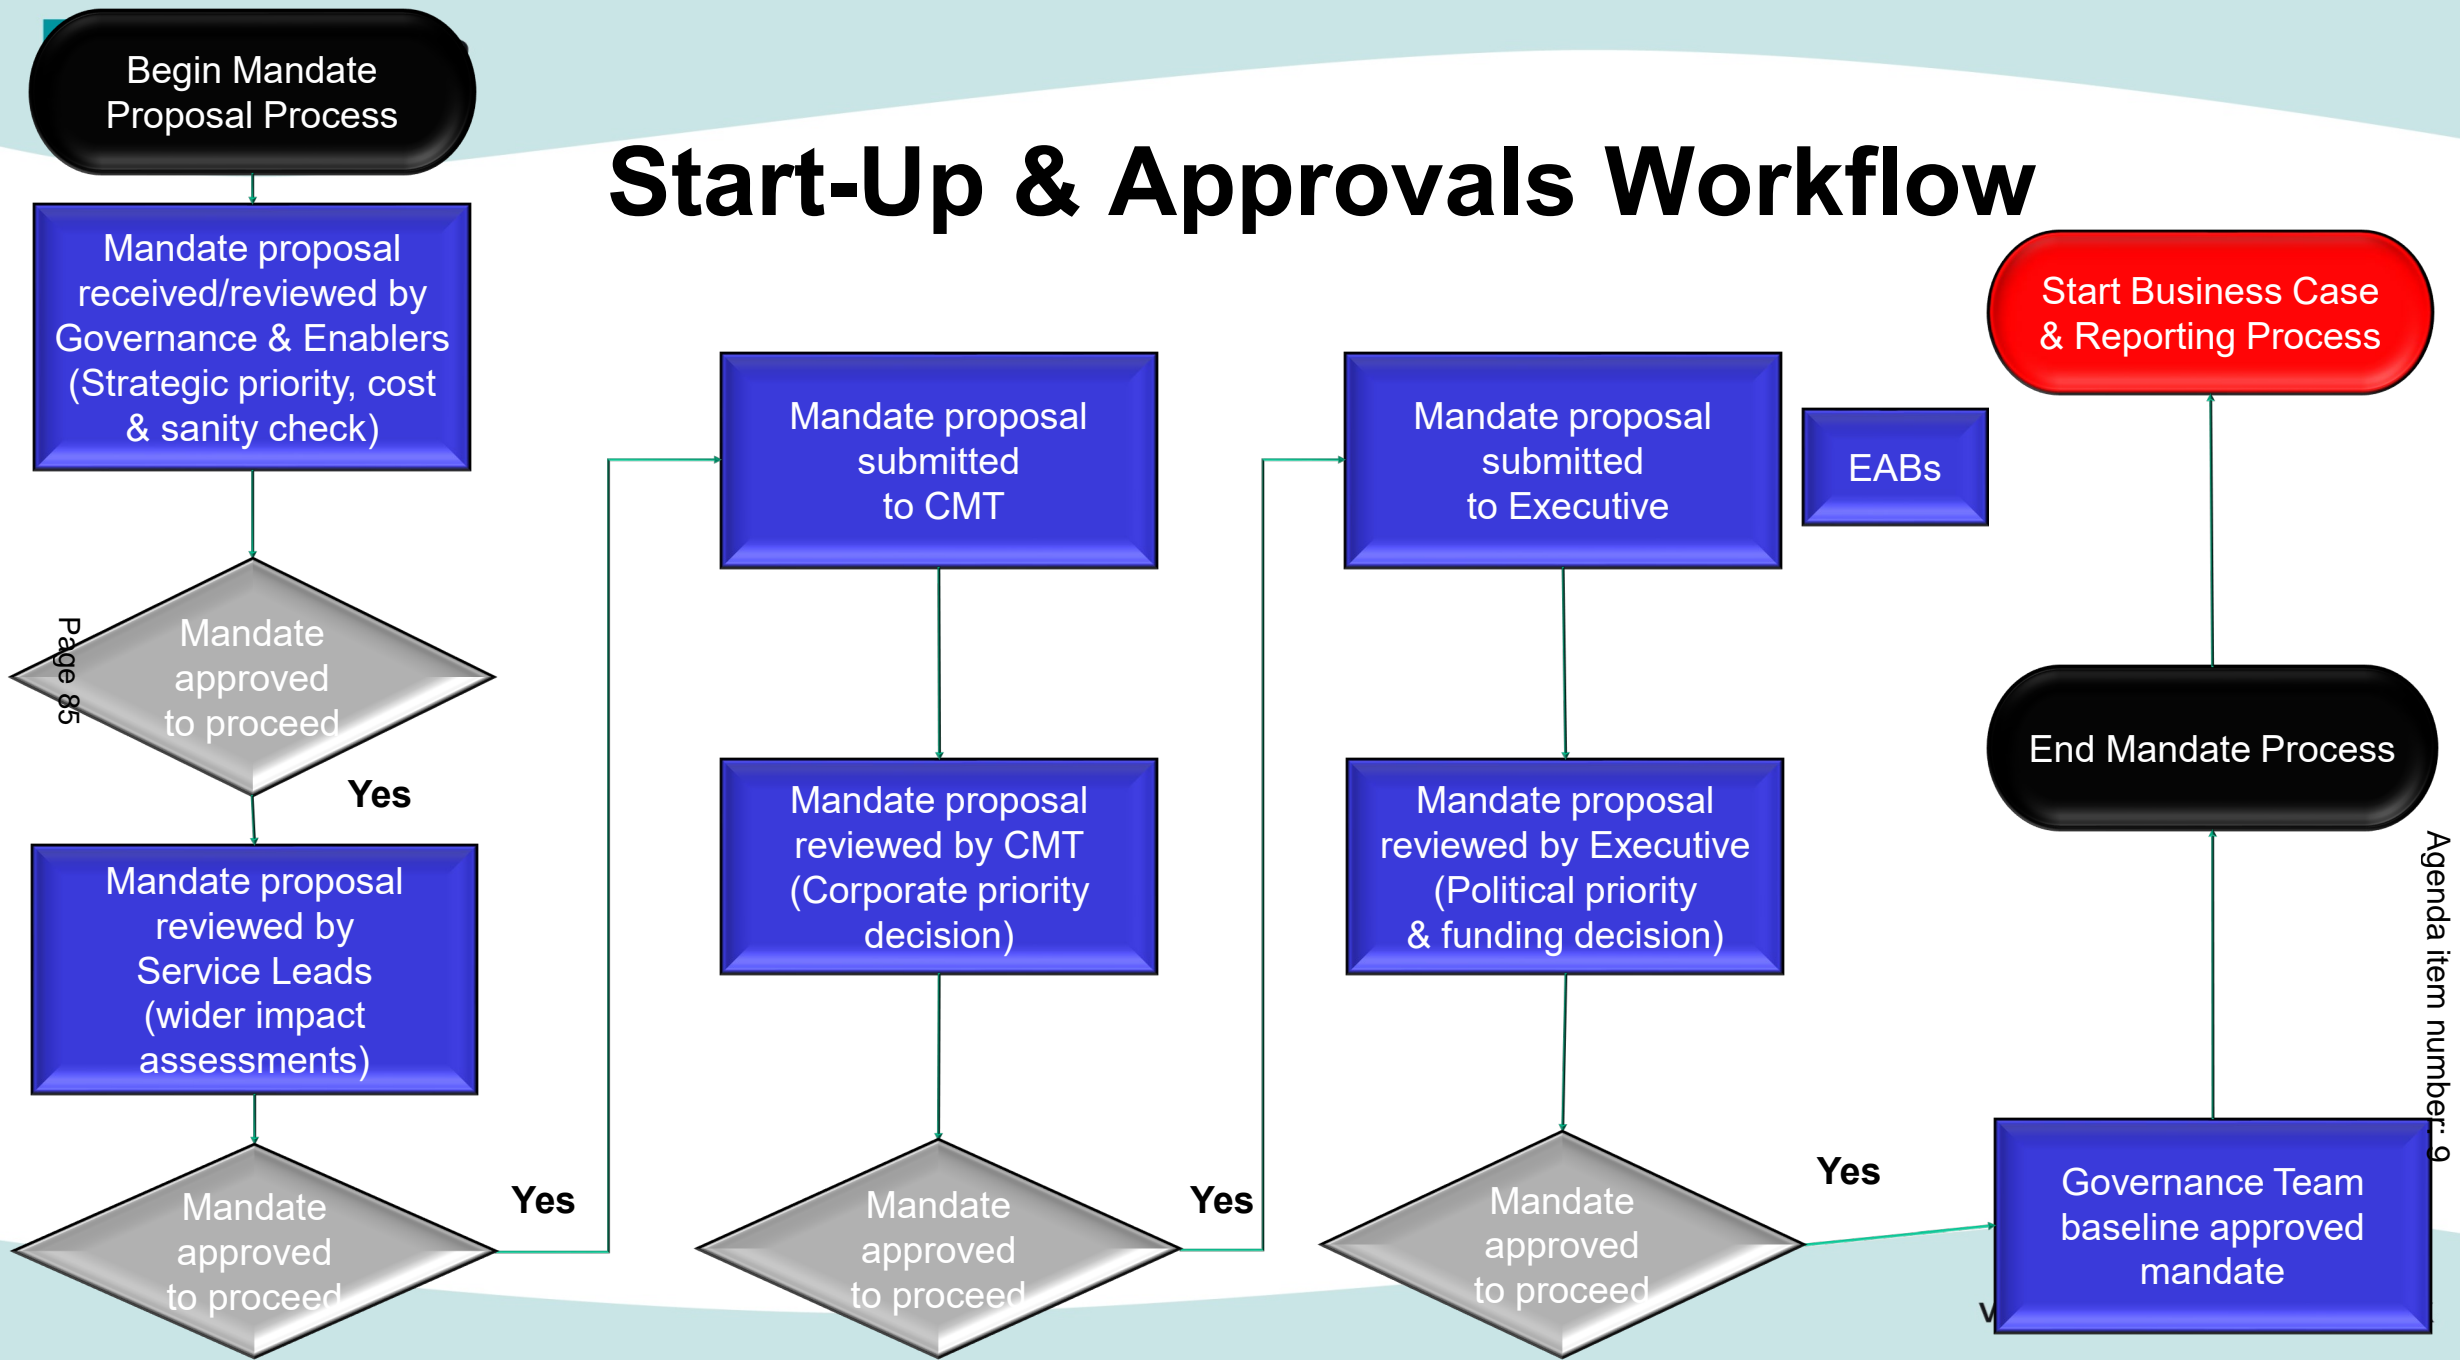 Begin Mandate
Proposal Process
Start-Up & Approvals Workflow
Mandate proposal
received/reviewed by
Governance & Enablers
(Strategic priority, cost
& sanity check)
Mandate
approved
to proceed
Page 85
Yes
Mandate proposal
reviewed by
Service Leads
(wider impact
assessments)
Mandate
approved
to proceed
Yes
Mandate proposal
submitted
to CMT
Mandate proposal
reviewed by CMT
(Corporate priority
decision)
Mandate
approved
to proceed
Yes
Mandate proposal
submitted
to Executive
EABs
Mandate proposal
reviewed by Executive
(Political priority
& funding decision)
Mandate
approved
to proceed
Yes
Governance Team
baseline approved
mandate
End Mandate Process
Start Business Case
& Reporting Process
Agenda item number: 9